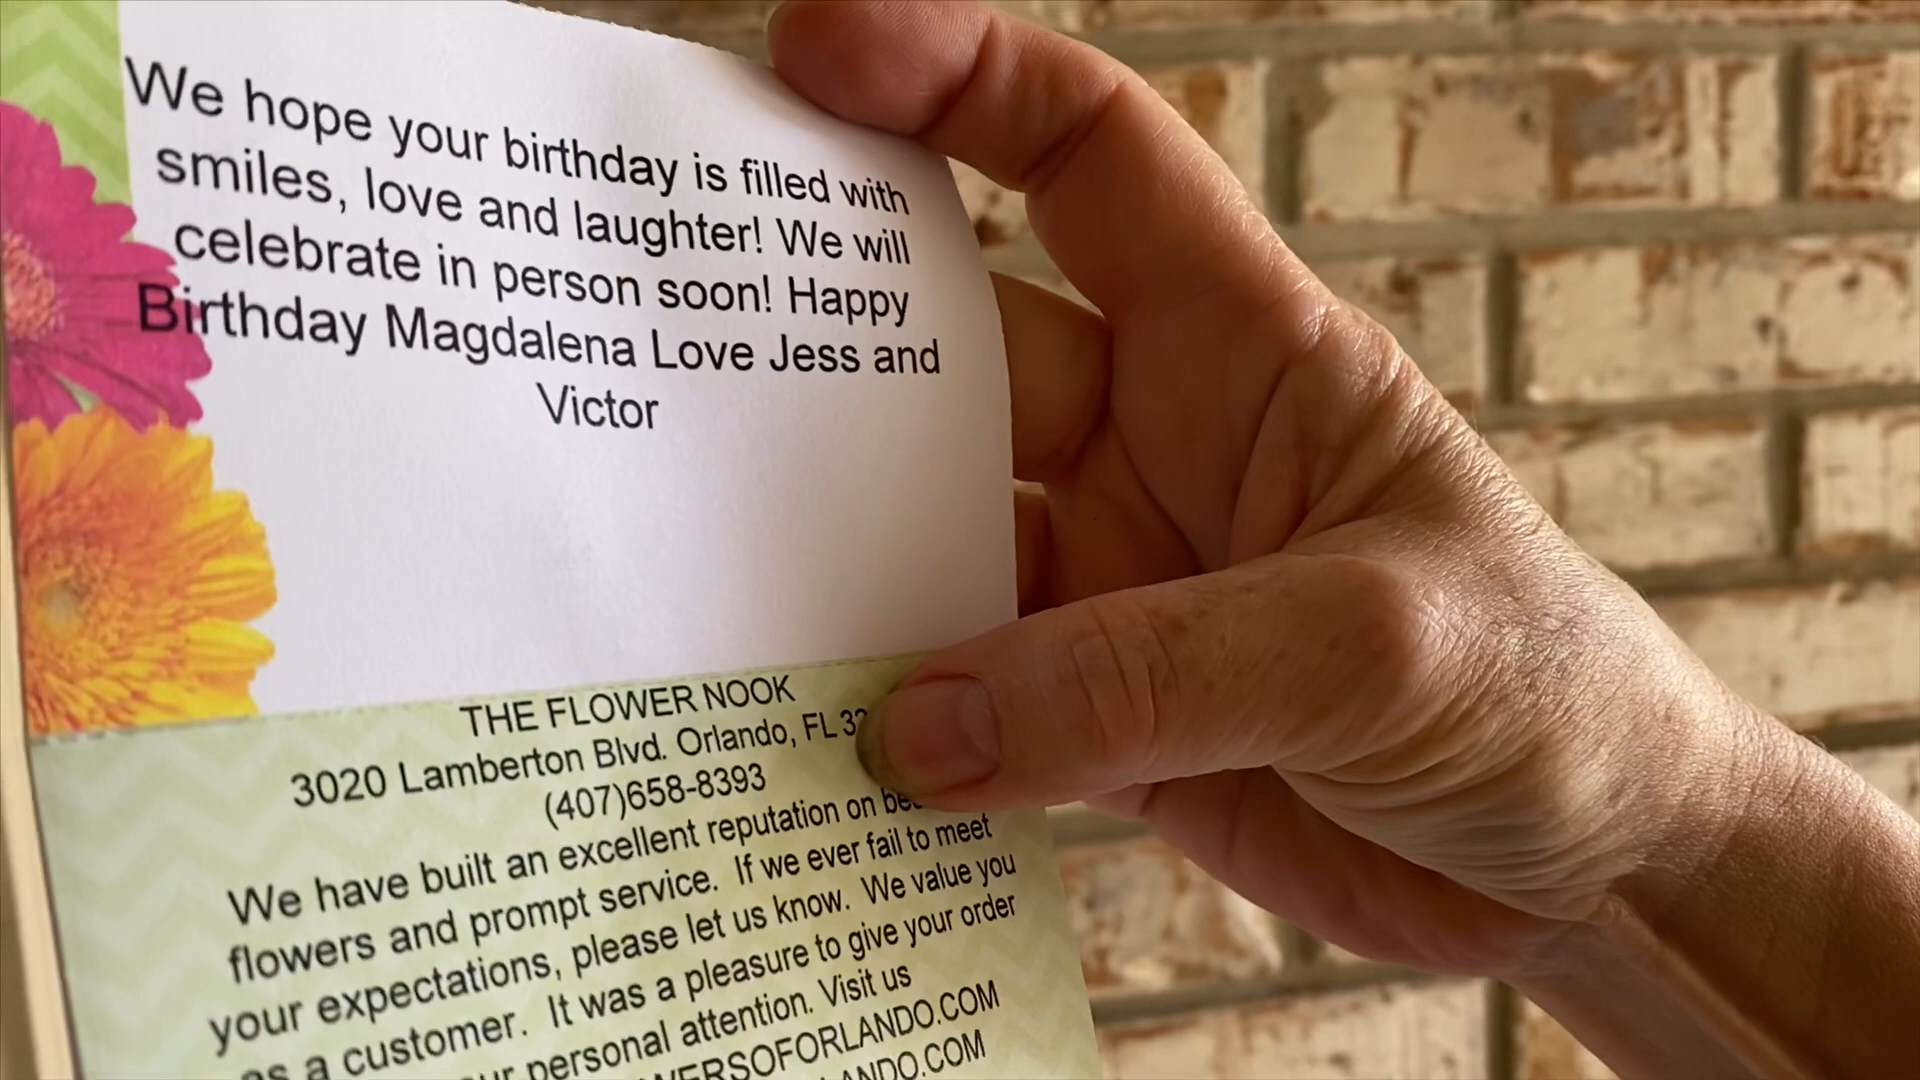 We hope your birthday is filled with
smiles, love and laughter! We will
celebrate in person soon! Happy
Birthday Magdalena Love Jess and
Victor
THE FLOWER NOOK
3020 Lamberton Blvd. Orlando, FL
(407)658-8393
We have built an excellent reputation on
flowers and prompt service. If we ever fail to meet
your expectations, please let us know. We value you
as a customer. It was a pleasure to give your order
personal attention. Visit us